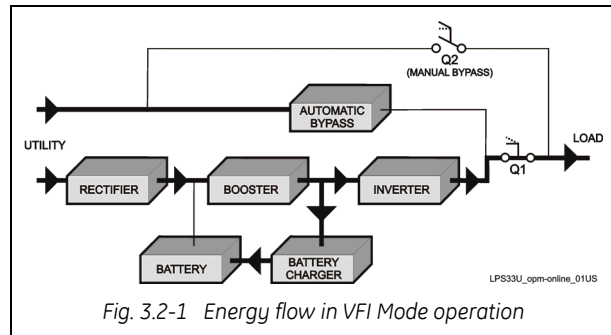 Q2
(MANUAL BYPASS)
AUTOMATIC
BYPASS
UTILITY
LOAD
Q1
RECTIFIER
BOOSTER
INVERTER
BATTERY
BATTERY
CHARGER
LPS33U_opm-online_01US
Fig. 3.2-1 Energy flow in VFI Mode operation